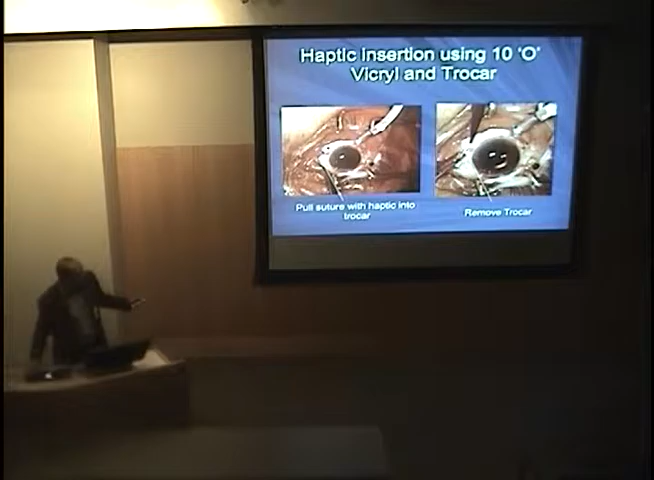 Haptic Insertion using 10 'O'
Vicryl and Trocar
Pull suture with haptic into
trocar
Remove Trocar